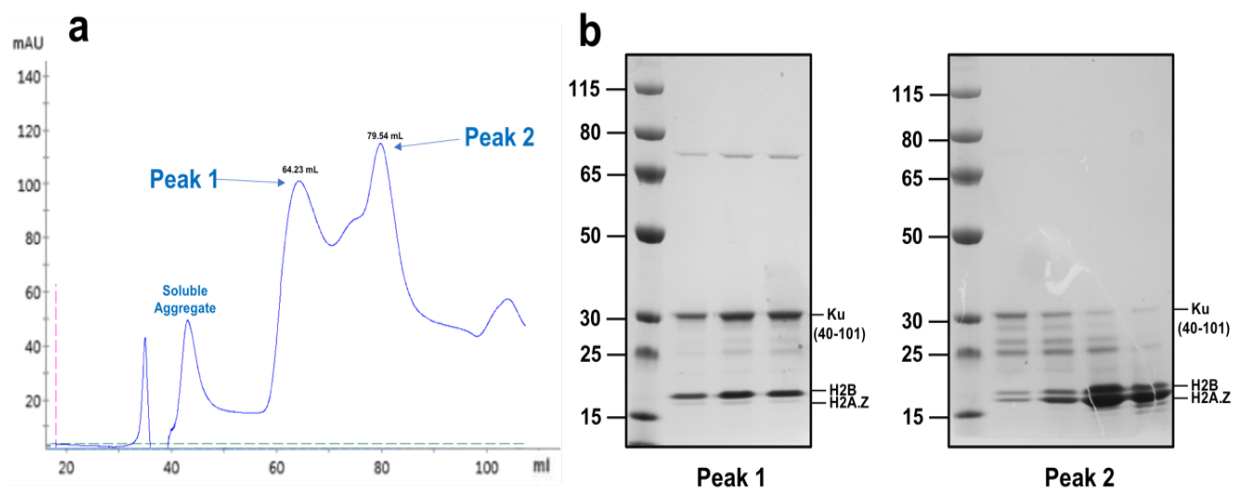 a
mAU
140
120
100
80
60
40
20
20
40
60
80
100
ml
Peak 1
64.23 mL
79.54 mL
Peak 2
Soluble
Aggregate
b
115
80
65
50
30
25
15
Ku
(40-101)
H2B
H2A.Z
Peak 1
115
80
65
50
30
25
15
Ku
(40-101)
H2B
H2A.Z
Peak 2